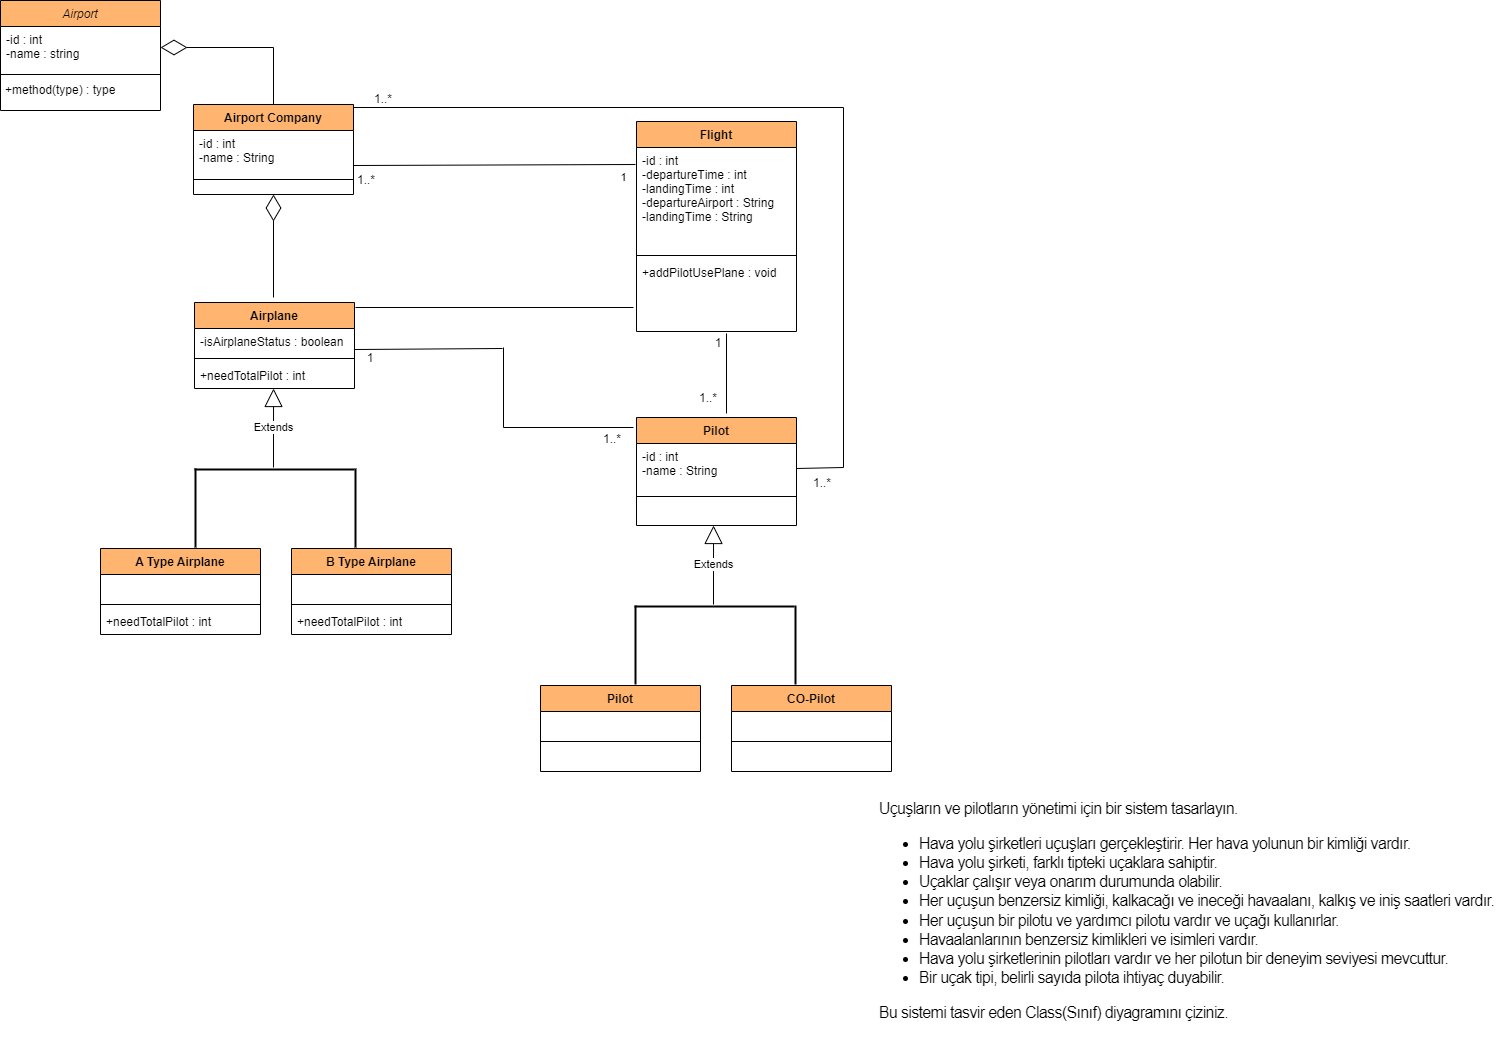 Airport
-id : int
-name : string
+method(type) : type
1..*
Airport Company
-id : int
-name : String
1..*
1
Flight
-id : int
-departureTime : int
-landingTime : int
-departureAirport : String
-landingTime : String
+addPilotUsePlane : void
Airplane
-isAirplaneStatus : boolean
+needTotalPilot : int
1
1..*
1
1..*
Pilot
-id : int
-name : String
1..*
Extends
A Type Airplane
+needTotalPilot : int
B Type Airplane
+needTotalPilot : int
Extends
Pilot
CO-Pilot
Uçuşların ve pilotların yönetimi için bir sistem tasarlayın.
• Hava yolu şirketleri uçuşları gerçekleştirir. Her hava yolunun bir kimliği vardır.
• Hava yolu şirketi, farklı tipteki uçaklara sahiptir.
• Uçaklar çalışır veya onarım durumunda olabilir.
• Her uçuşun benzersiz kimliği, kalkacağı ve ineceği havaalanı, kalkış ve iniş saatleri vardır.
• Her uçuşun bir pilotu ve yardımcı pilotu vardır ve uçağı kullanırlar.
• Havaalanlarının benzersiz kimlikleri ve isimleri vardır.
• Hava yolu şirketlerinin pilotları vardır ve her pilotun bir deneyim seviyesi mevcuttur.
• Bir uçak tipi, belirli sayıda pilota ihtiyaç duyabilir.
Bu sistemi tasvir eden Class(Sınıf) diyagramını çiziniz.